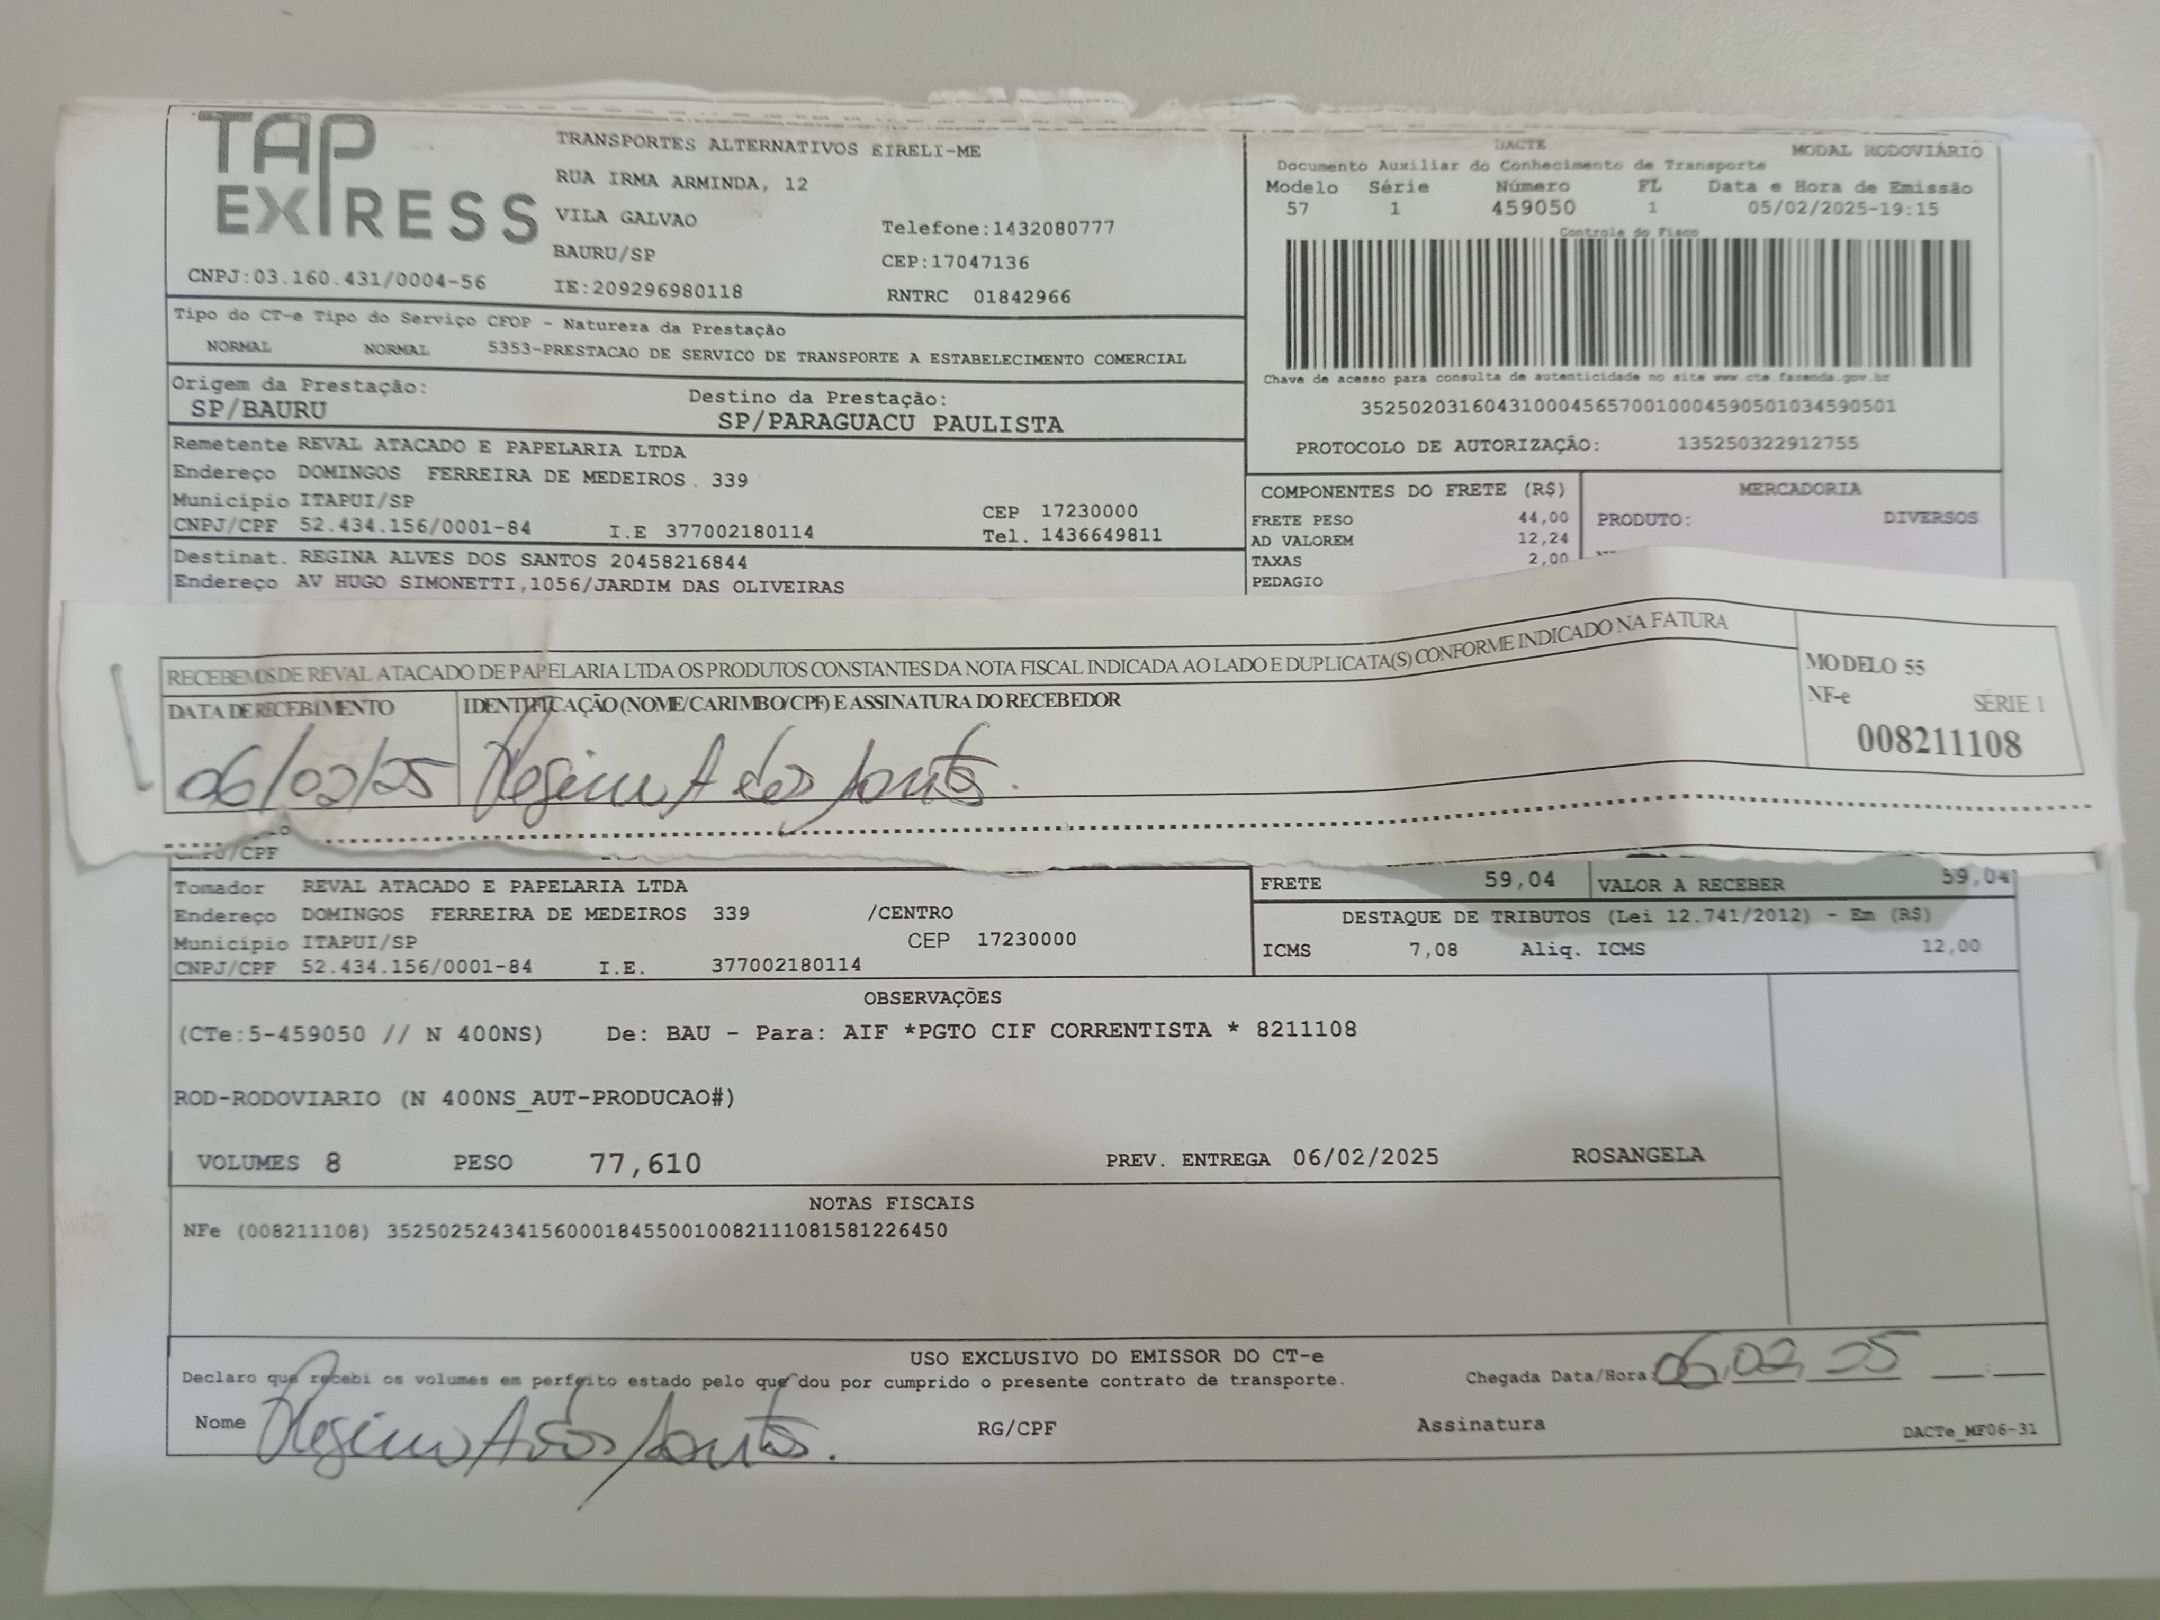 TAP EXPRESS
TRANSPORTES ALTERNATIVOS EIRELI-ME
RUA IRMA ARMINDA, 12
VILA GALVAO
Telefone:1432080777
BAURU/SP
CEP:17047136
CNPJ:03.160.431/0004-56
IE:209296980118
RNTRC 01842966
DACTE
MODAL RODOVIÁRIO
Documento Auxiliar do Conhecimento de Transporte
Modelo Série Número FL Data e Hora de Emissão
57 1 459050 1 05/02/2025-19:15
Controle do Fisco
Chave de acesso para consulta de autenticidade no site www.cte.fazenda.gov.br
35250203160431000456570010004590501034590501
PROTOCOLO DE AUTORIZAÇÃO: 135250322912755
Tipo do CT-e Tipo do Serviço CFOP - Natureza da Prestação
NORMAL NORMAL 5353-PRESTACAO DE SERVICO DE TRANSPORTE A ESTABELECIMENTO COMERCIAL
Origem da Prestação:
SP/BAURU
Destino da Prestação:
SP/PARAGUACU PAULISTA
Remetente REVAL ATACADO E PAPELARIA LTDA
Endereço DOMINGOS FERREIRA DE MEDEIROS 339
Município ITAPUI/SP
CEP 17230000
CNPJ/CPF 52.434.156/0001-84 I.E 377002180114 Tel. 1436649811
Destinat. REGINA ALVES DOS SANTOS 20458216844
Endereço AV HUGO SIMONETTI,1056/JARDIM DAS OLIVEIRAS
COMPONENTES DO FRETE (R$)
FRETE PESO 44,00
AD VALOREM 12,24
TAXAS 2,00
PEDAGIO
MERCADORIA
PRODUTO: DIVERSOS
RECEBEMOS DE REVAL ATACADO DE PAPELARIA LTDA OS PRODUTOS CONSTANTES DA NOTA FISCAL INDICADA AO LADO E DUPLICATA(S) CONFORME INDICADO NA FATURA
DATA DE RECEBIMENTO
IDENTIFICAÇÃO (NOME/CARIMBO/CPF) E ASSINATURA DO RECEBEDOR
06/02/25
Regina A dos Santos.
MODELO 55
NF-e SÉRIE 1
008211108
CNPJ/CPF
Tomador REVAL ATACADO E PAPELARIA LTDA
Endereço DOMINGOS FERREIRA DE MEDEIROS 339 /CENTRO
Município ITAPUI/SP CEP 17230000
CNPJ/CPF 52.434.156/0001-84 I.E. 377002180114
FRETE 59,04 VALOR A RECEBER 59,04
DESTAQUE DE TRIBUTOS (Lei 12.741/2012) - Em (R$)
ICMS 7,08 Aliq. ICMS 12,00
OBSERVAÇÕES
(CTe:5-459050 // N 400NS) De: BAU - Para: AIF *PGTO CIF CORRENTISTA * 8211108
ROD-RODOVIARIO (N 400NS_AUT-PRODUCAO#)
VOLUMES 8 PESO 77,610 PREV. ENTREGA 06/02/2025 ROSANGELA
NOTAS FISCAIS
NFe (008211108) 35250252434156000184550010082111081581226450
USO EXCLUSIVO DO EMISSOR DO CT-e
Declaro que recebi os volumes em perfeito estado pelo que dou por cumprido o presente contrato de transporte.
Chegada Data/Hora: 06,02,25
Nome Regina A dos Santos. RG/CPF Assinatura
DACTe_MF06-31